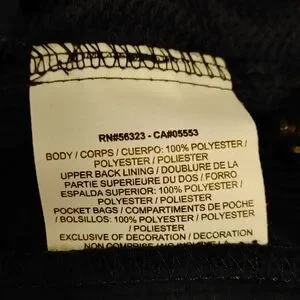 RN#56323 - CA#05553
BODY / CORPS / CUERPO: 100% POLYESTER /
POLYESTER / POLIESTER
UPPER BACK LINING / DOUBLURE DE LA
PARTIE SUPERIEURE DU DOS / FORRO
ESPALDA SUPERIOR: 100% POLYESTER /
POLYESTER / POLIESTER
POCKET BAGS / COMPARTIMENTS DE POCHE
/ BOLSILLOS: 100% POLYESTER / POLYESTER
/ POLIESTER
EXCLUSIVE OF DECORATION / DECORATION
NON COMPRISE